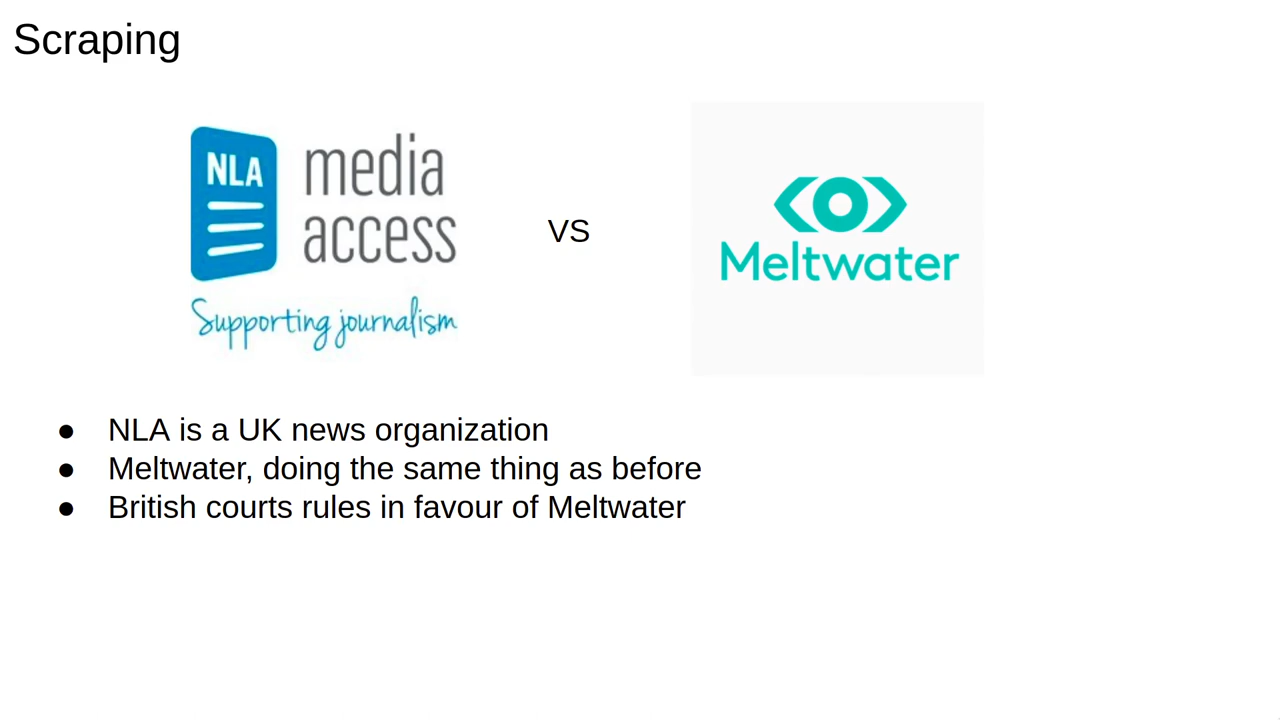 Scraping
NLA
media
access
Supporting journalism
VS
Meltwater
● NLA is a UK news organization
● Meltwater, doing the same thing as before
● British courts rules in favour of Meltwater